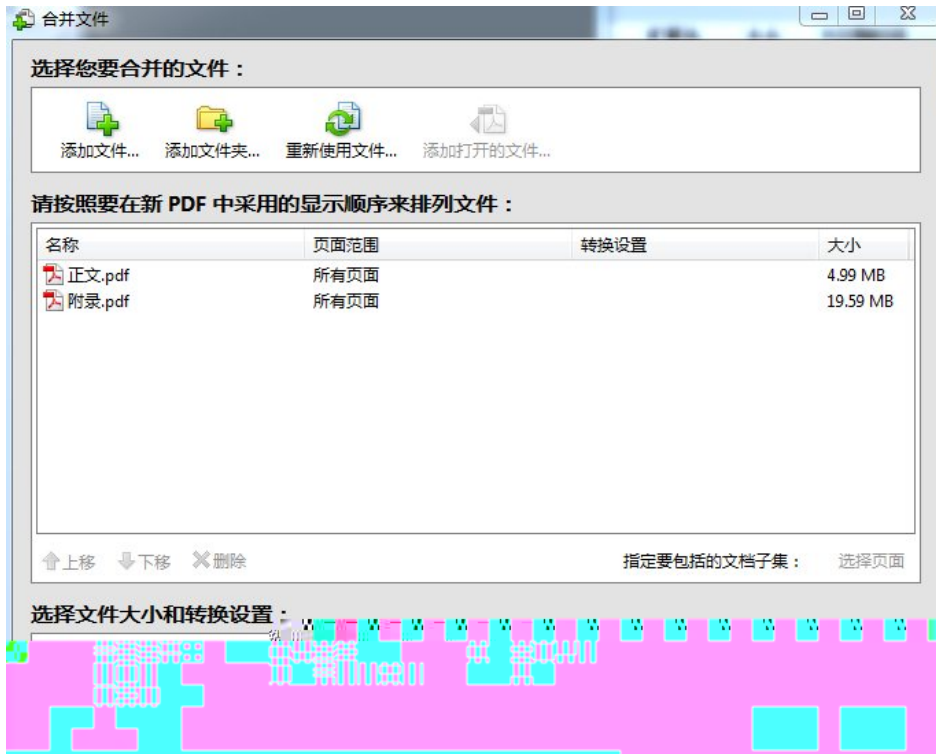 合并文件
选择您要合并的文件：
添加文件... 添加文件夹... 重新使用文件... 添加打开的文件...
请按照要在新 PDF 中采用的显示顺序来排列文件：
名称 页面范围 转换设置 大小
正文.pdf 所有页面 4.99 MB
附录.pdf 所有页面 19.59 MB
上移 下移 删除 指定要包括的文档子集： 选择页面
选择文件大小和转换设置：